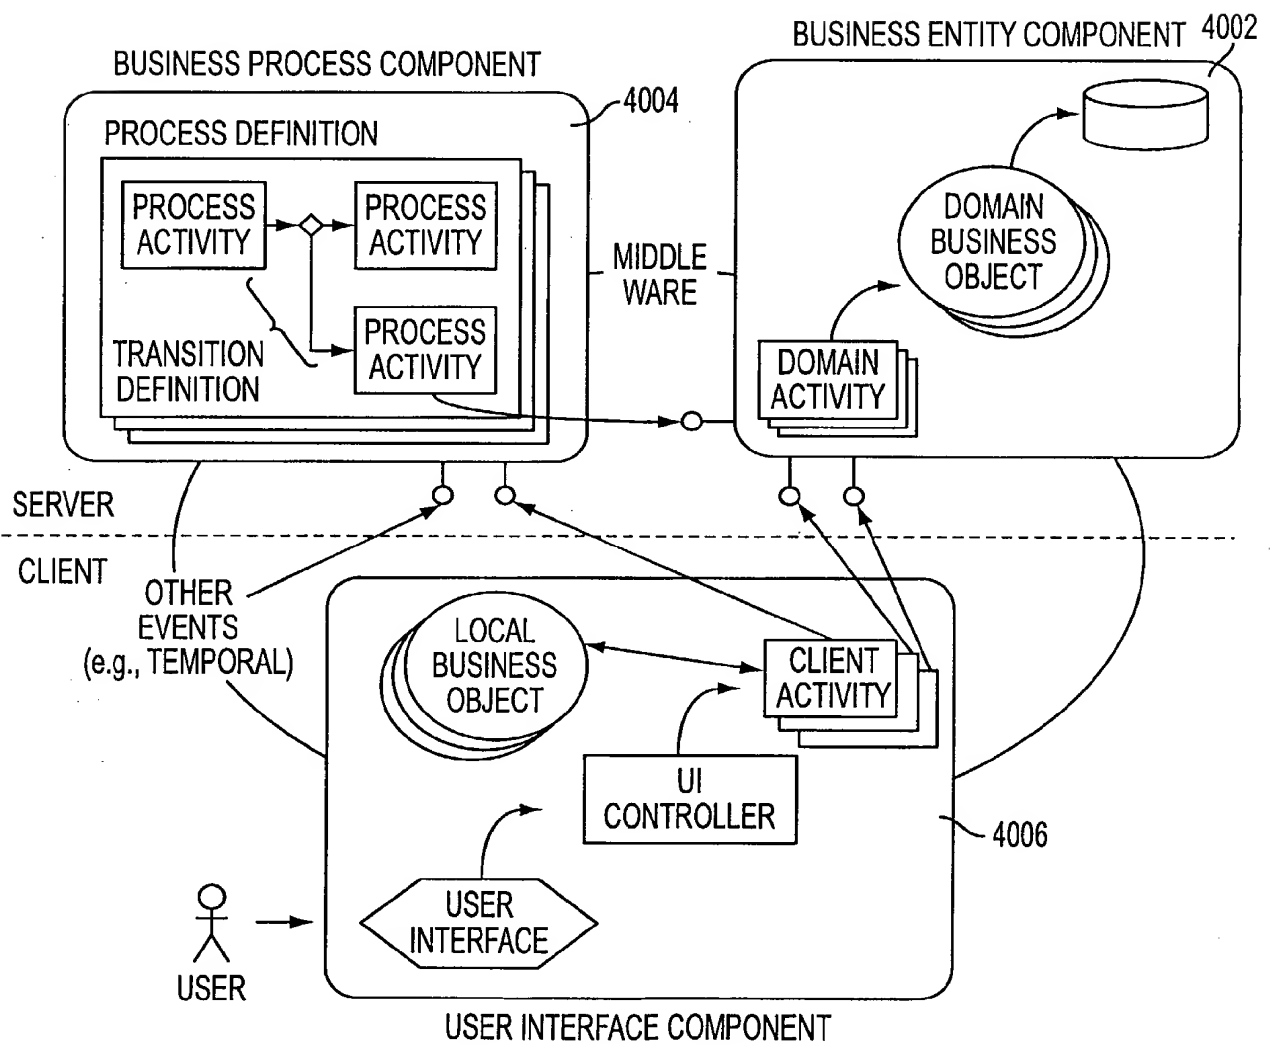 BUSINESS ENTITY COMPONENT
4002
BUSINESS PROCESS COMPONENT
4004
PROCESS DEFINITION
PROCESS
ACTIVITY
PROCESS
ACTIVITY
PROCESS
ACTIVITY
TRANSITION
DEFINITION
MIDDLE
WARE
DOMAIN
BUSINESS
OBJECT
DOMAIN
ACTIVITY
SERVER
CLIENT
OTHER
EVENTS
(e.g., TEMPORAL)
LOCAL
BUSINESS
OBJECT
CLIENT
ACTIVITY
UI
CONTROLLER
4006
USER
INTERFACE
USER
USER INTERFACE COMPONENT